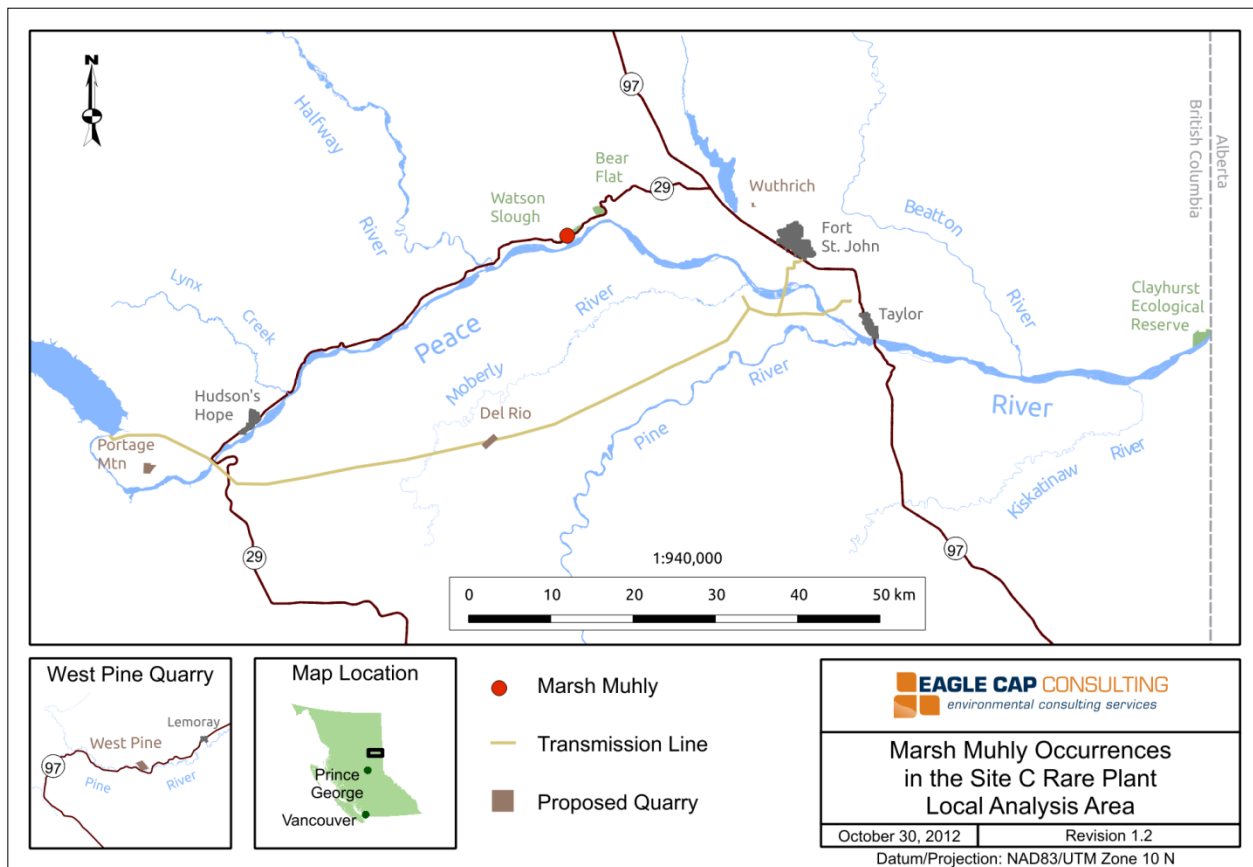 N
97
Halfway
River
Bear
Flat
Watson
Slough
29
Wuthrich
Fort
St. John
Beatton
River
British Columbia
Alberta
Lynx
Creek
Peace
Moberly
River
Taylor
Clayhurst
Ecological
Reserve
Hudson's
Hope
Del Rio
Pine
River
River
Portage
Mtn
Kiskatinaw
River
29
97
1:940,000
0 10 20 30 40 50 km
West Pine Quarry
Lemoray
West Pine
97
Pine
River
Map Location
Prince
George
Vancouver
Marsh Muhly
Transmission Line
Proposed Quarry
EAGLE CAP CONSULTING
environmental consulting services
Marsh Muhly Occurrences
in the Site C Rare Plant
Local Analysis Area
October 30, 2012
Revision 1.2
Datum/Projection: NAD83/UTM Zone 10 N